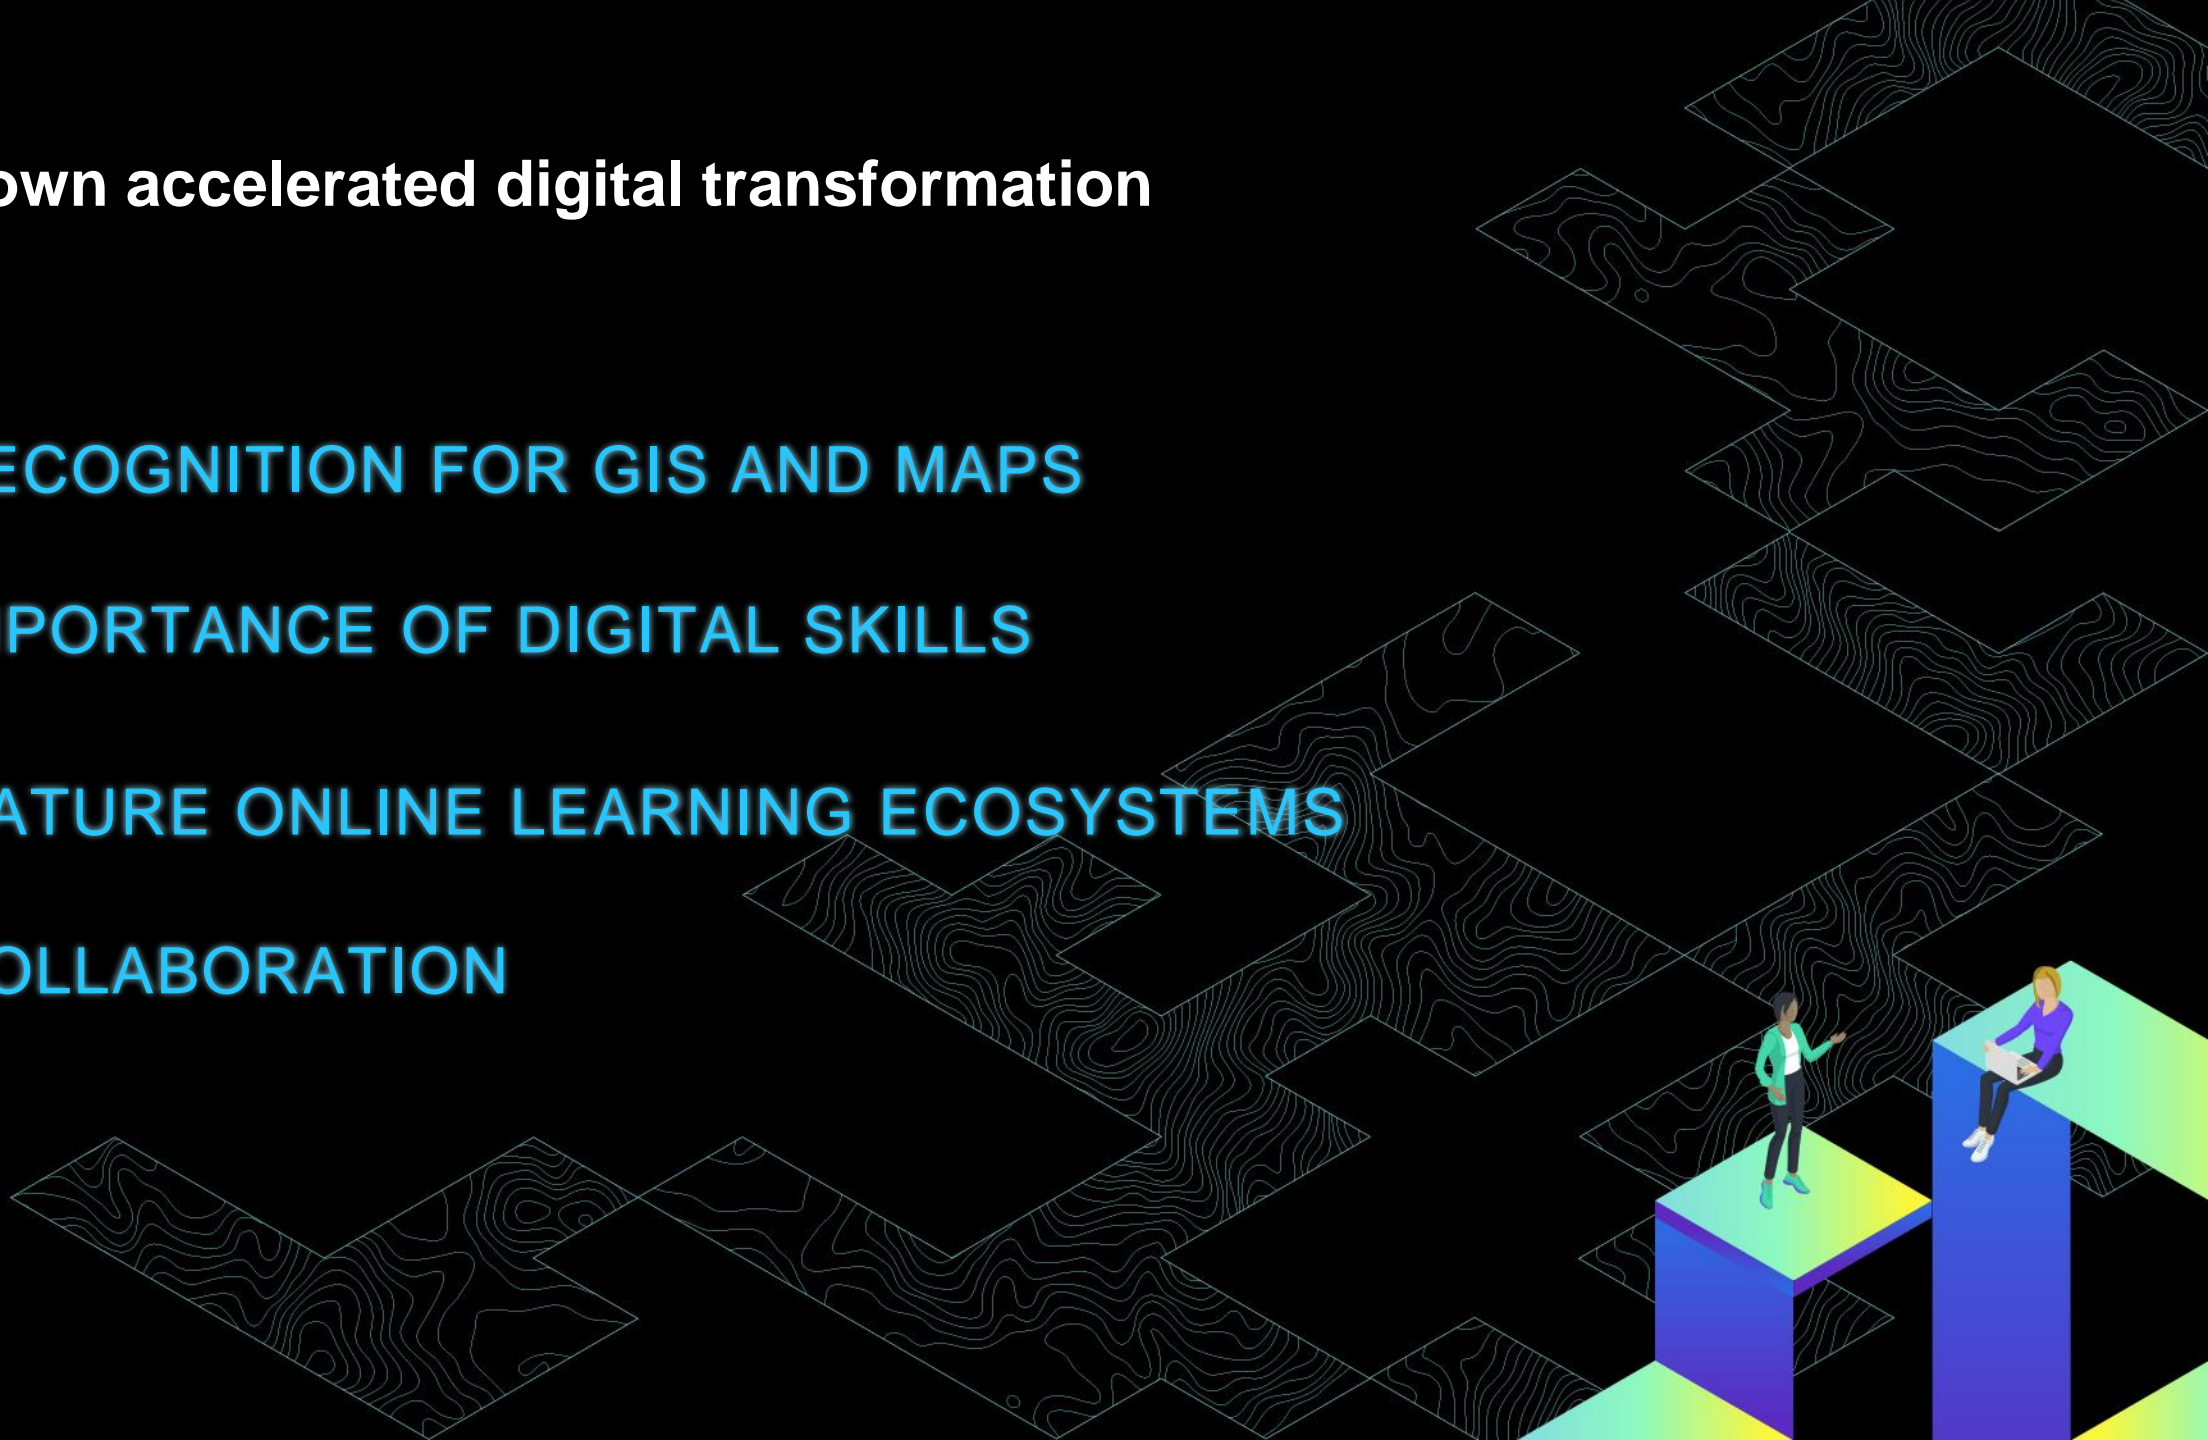 own accelerated digital transformation
ECOGNITION FOR GIS AND MAPS
PORTANCE OF DIGITAL SKILLS
ATURE ONLINE LEARNING ECOSYSTEMS
OLLABORATION